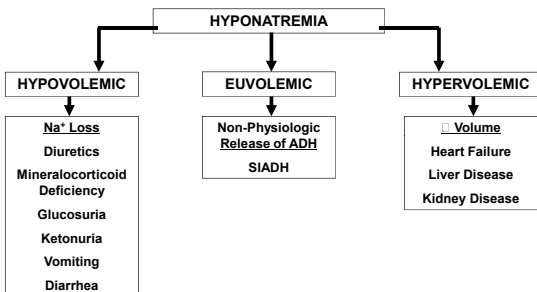 HYPONATREMIA
HYPOVOLEMIC
EUVOLEMIC
HYPERVOLEMIC
Na⁺ Loss
Diuretics
Mineralocorticoid
Deficiency
Glucosuria
Ketonuria
Vomiting
Diarrhea
Non-Physiologic
Release of ADH
SIADH
□ Volume
Heart Failure
Liver Disease
Kidney Disease